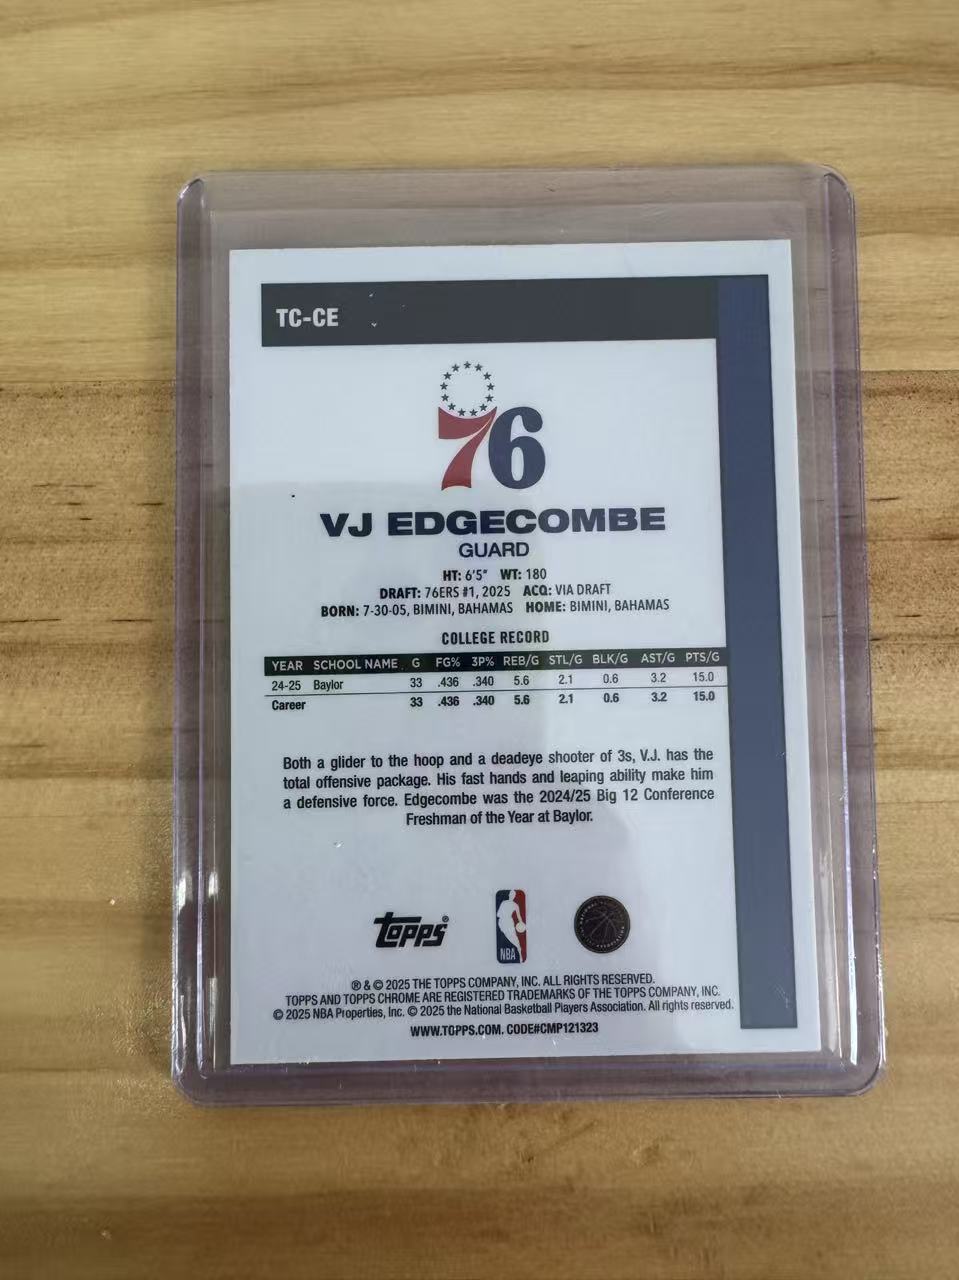 TC-CE
76
VJ EDGECOMBE
GUARD
HT: 6'5" WT: 180
DRAFT: 76ERS #1, 2025 ACQ: VIA DRAFT
BORN: 7-30-05, BIMINI, BAHAMAS HOME: BIMINI, BAHAMAS
COLLEGE RECORD
YEAR SCHOOL NAME G FG% 3P% REB/G STL/G BLK/G AST/G PTS/G
24-25 Baylor 33 .436 .340 5.6 2.1 0.6 3.2 15.0
Career 33 .436 .340 5.6 2.1 0.6 3.2 15.0
Both a glider to the hoop and a deadeye shooter of 3s, V.J. has the
total offensive package. His fast hands and leaping ability make him
a defensive force. Edgecombe was the 2024/25 Big 12 Conference
Freshman of the Year at Baylor.
Topps®
NBA
® & © 2025 THE TOPPS COMPANY, INC. ALL RIGHTS RESERVED.
TOPPS AND TOPPS CHROME ARE REGISTERED TRADEMARKS OF THE TOPPS COMPANY, INC.
© 2025 NBA Properties, Inc. © 2025 the National Basketball Players Association. All rights reserved.
WWW.TOPPS.COM. CODE#CMP121323